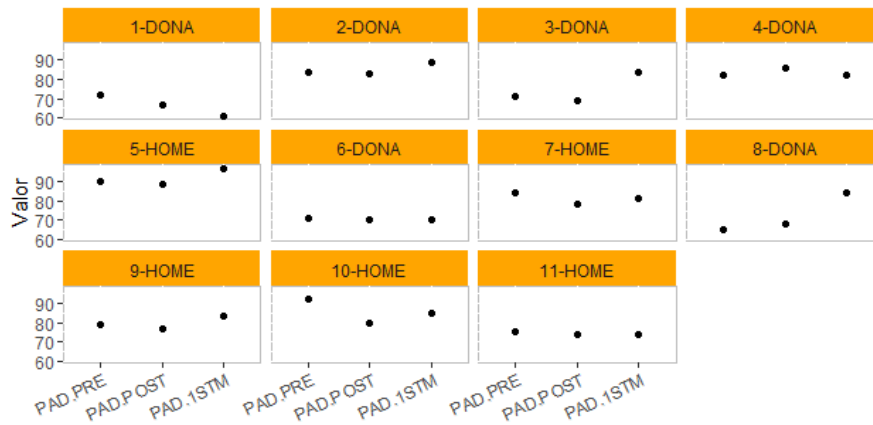 1-DONA 2-DONA 3-DONA 4-DONA
90
80
70
60
5-HOME 6-DONA 7-HOME 8-DONA
Valor
90
80
70
60
9-HOME 10-HOME 11-HOME
90
80
70
60
PAD.PRE PAD.POST PAD.1STM PAD.PRE PAD.POST PAD.1STM PAD.PRE PAD.POST PAD.1STM